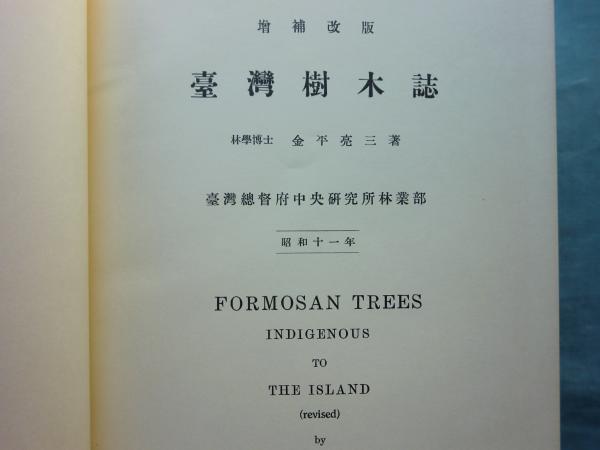 增補改版
臺灣樹木誌
林學博士 金平亮三著
臺灣總督府中央硏究所林業部
昭和十一年
FORMOSAN TREES
INDIGENOUS
TO
THE ISLAND
(revised)
by